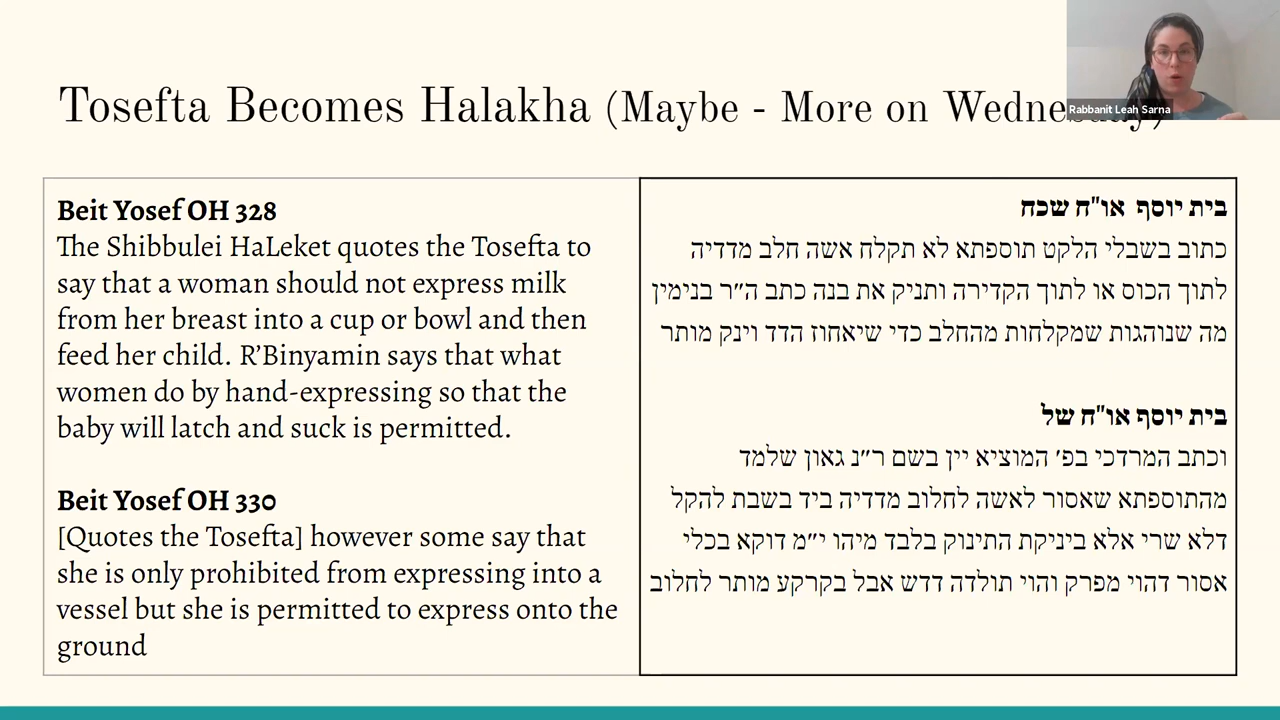 Tosefta Becomes Halakha (Maybe - More on Wednesday)
Rabbanit Leah Sarna
Beit Yosef OH 328
The Shibbulei HaLeket quotes the Tosefta to
say that a woman should not express milk
from her breast into a cup or bowl and then
feed her child. R’Binyamin says that what
women do by hand-expressing so that the
baby will latch and suck is permitted.
Beit Yosef OH 330
[Quotes the Tosefta] however some say that
she is only prohibited from expressing into a
vessel but she is permitted to express onto the
ground
בית יוסף או"ח שכח
כתוב בשבלי הלקט תוספתא לא תקלח אשה חלב מדדיה
לתוך הכוס או לתוך הקדירה ותניק את בנה כתב ה״ר בנימין
מה שנוהגות שמקלחות מהחלב כדי שיאחוז הדד וינק מותר
בית יוסף או"ח של
וכתב המרדכי בפ׳ המוציא יין בשם ר״נ גאון שלמד
מהתוספתא שאסור לאשה לחלוב מדדיה ביד בשבת להקל
דלא שרי אלא ביניקת התינוק בלבד מיהו י״מ דוקא בכלי
אסור דהוי מפרק והוי תולדה דדש אבל בקרקע מותר לחלוב